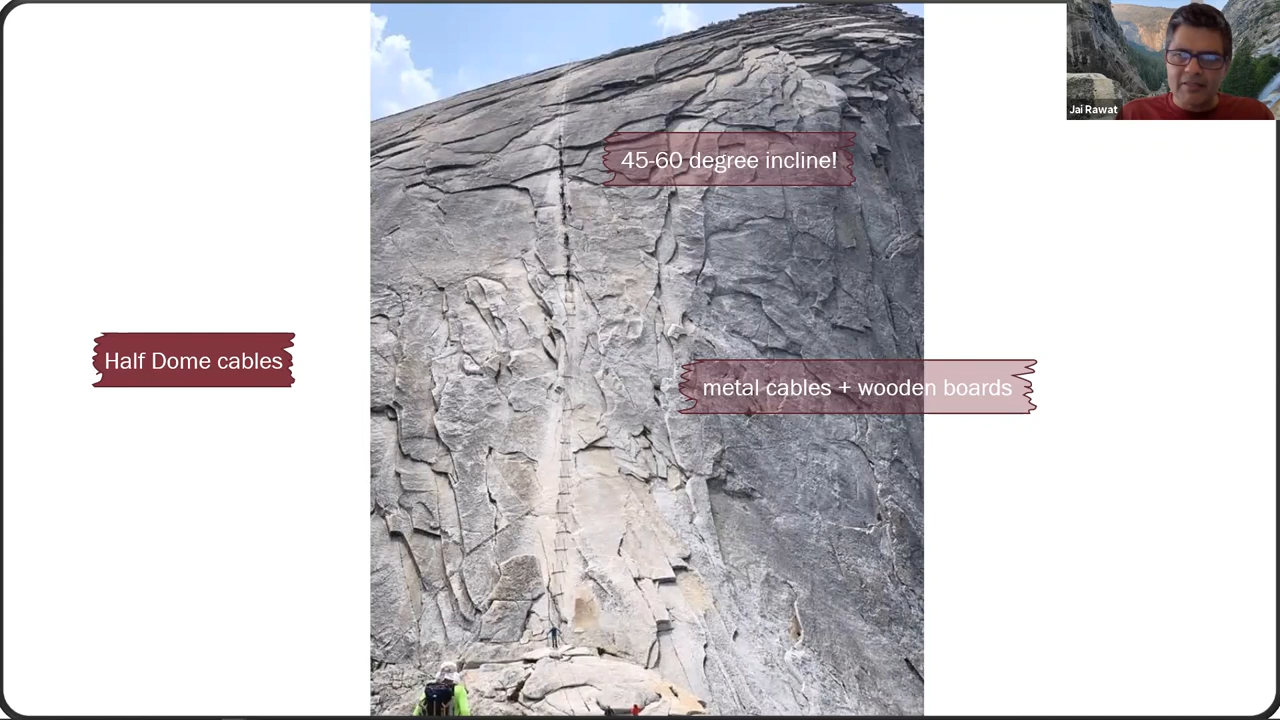 Jai Rawat
45-60 degree incline!
Half Dome cables
metal cables + wooden boards